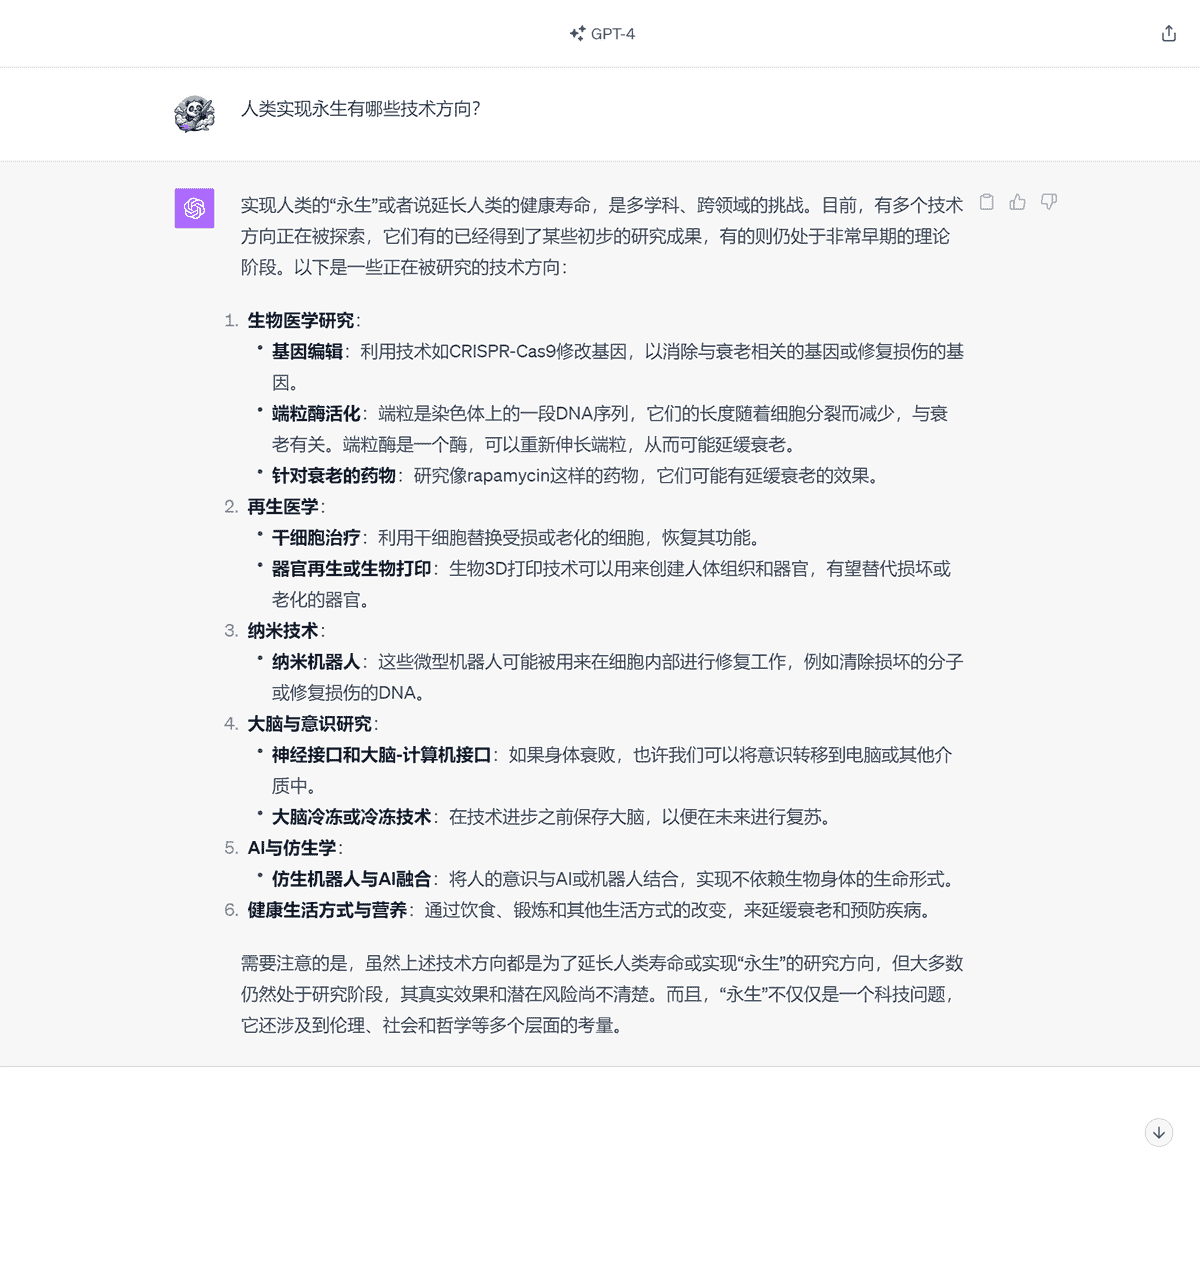 GPT-4
人类实现永生有哪些技术方向？
实现人类的“永生”或者说延长人类的健康寿命，是多学科、跨领域的挑战。目前，有多个技术
方向正在被探索，它们有的已经得到了某些初步的研究成果，有的则仍处于非常早期的理论
阶段。以下是一些正在被研究的技术方向：
1. 生物医学研究：
• 基因编辑：利用技术如CRISPR-Cas9修改基因，以消除与衰老相关的基因或修复损伤的基
因。
• 端粒酶活化：端粒是染色体上的一段DNA序列，它们的长度随着细胞分裂而减少，与衰
老有关。端粒酶是一个酶，可以重新伸长端粒，从而可能延缓衰老。
• 针对衰老的药物：研究像rapamycin这样的药物，它们可能有延缓衰老的效果。
2. 再生医学：
• 干细胞治疗：利用干细胞替换受损或老化的细胞，恢复其功能。
• 器官再生或生物打印：生物3D打印技术可以用来创建人体组织和器官，有望替代损坏或
老化的器官。
3. 纳米技术：
• 纳米机器人：这些微型机器人可能被用来在细胞内部进行修复工作，例如清除损坏的分子
或修复损伤的DNA。
4. 大脑与意识研究：
• 神经接口和大脑-计算机接口：如果身体衰败，也许我们可以将意识转移到电脑或其他介
质中。
• 大脑冷冻或冷冻技术：在技术进步之前保存大脑，以便在未来进行复苏。
5. AI与仿生学：
• 仿生机器人与AI融合：将人的意识与AI或机器人结合，实现不依赖生物身体的生命形式。
6. 健康生活方式与营养：通过饮食、锻炼和其他生活方式的改变，来延缓衰老和预防疾病。
需要注意的是，虽然上述技术方向都是为了延长人类寿命或实现“永生”的研究方向，但大多数
仍然处于研究阶段，其真实效果和潜在风险尚不清楚。而且，“永生”不仅仅是一个科技问题，
它还涉及到伦理、社会和哲学等多个层面的考量。